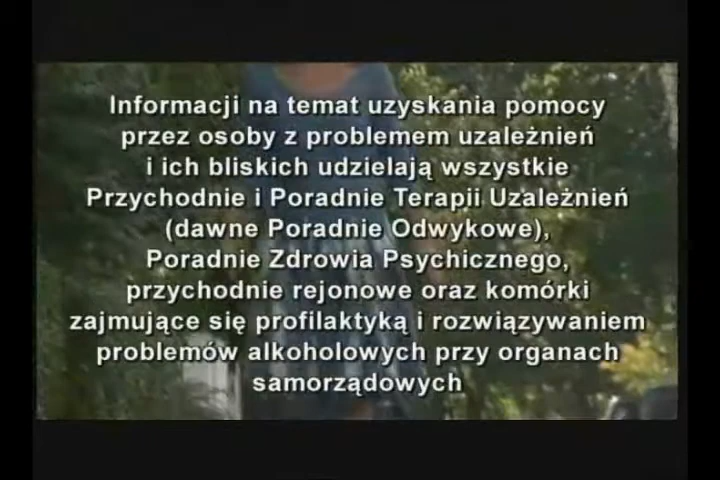 Informacji na temat uzyskania pomocy
przez osoby z problemem uzależnień
i ich bliskich udzielają wszystkie
Przychodnie i Poradnie Terapii Uzależnień
(dawne Poradnie Odwykowe),
Poradnie Zdrowia Psychicznego,
przychodnie rejonowe oraz komórki
zajmujące się profilaktyką i rozwiązywaniem
problemów alkoholowych przy organach
samorządowych